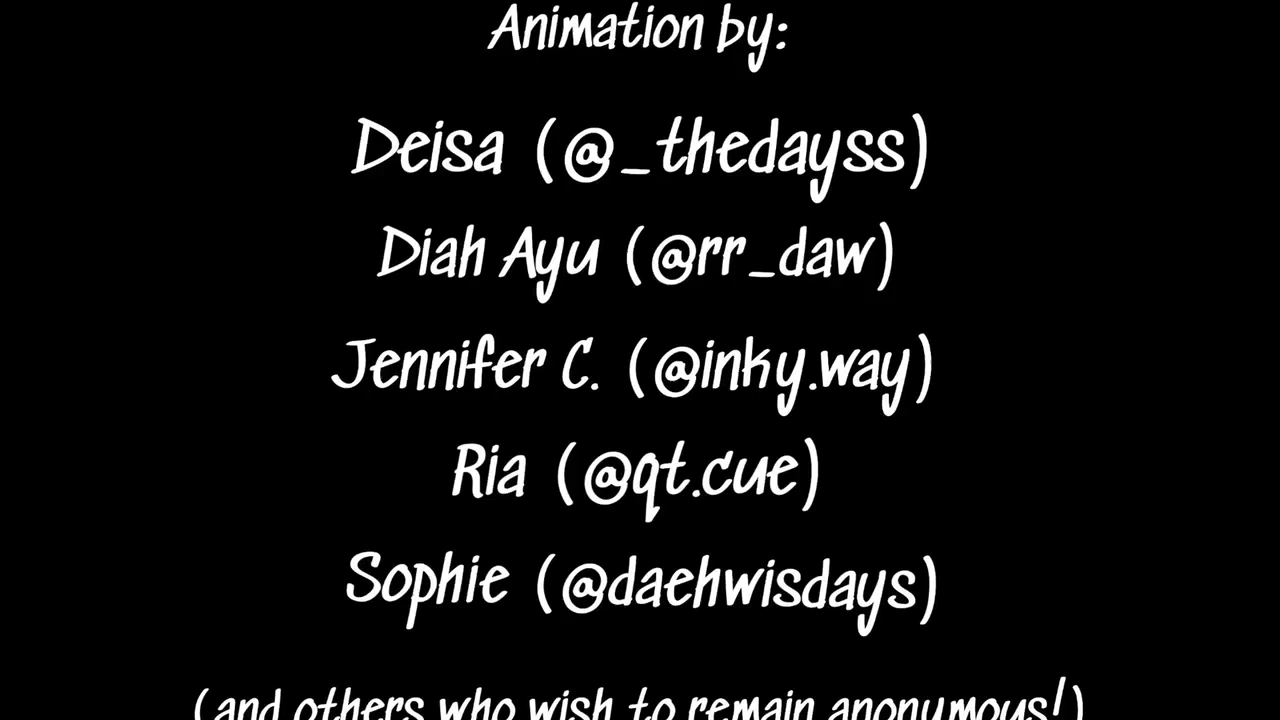 Animation by:
Deisa (@_thedayss)
Diah Ayu (@rr_daw)
Jennifer C. (@inky.way)
Ria (@qt.cue)
Sophie (@daehwisdays)
(and others who wish to remain anonymous!)